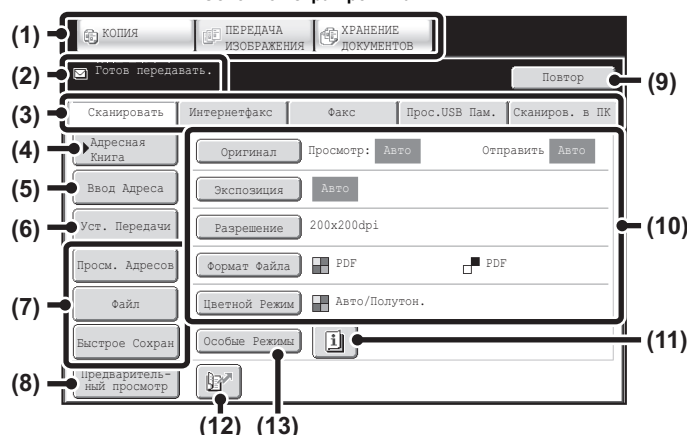 (1)
КОПИЯ
ПЕРЕДАЧА
ИЗОБРАЖЕНИЯ
ХРАНЕНИЕ
ДОКУМЕНТОВ
(2)
Готов передавать.
Повтор
(9)
(3)
Сканировать
Интернетфакс
Факс
Прос.USB Пам.
Сканиров. в ПК
(4)
Адресная
Книга
Оригинал
Просмотр:
Авто
Отправить
Авто
(5)
Ввод Адреса
Экспозиция
Авто
(6)
Уст. Передачи
Разрешение
200x200dpi
(10)
Просм. Адресов
Формат Файла
PDF
PDF
(7)
Файл
Цветной Режим
Авто/Полутон.
Быстрое Сохран
Особые Режимы
(11)
(8)
Предваритель-
ный просмотр
(12)
(13)